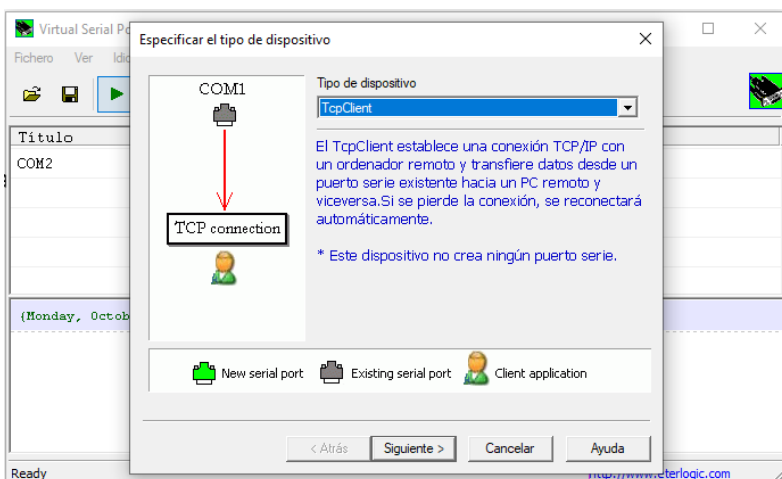 Virtual Serial Po
Especificar el tipo de dispositivo
Fichero Ver Idio
COM1
Tipo de dispositivo
TcpClient
El TcpClient establece una conexión TCP/IP con
un ordenador remoto y transfiere datos desde un
puerto serie existente hacia un PC remoto y
viceversa.Si se pierde la conexión, se reconectará
automáticamente.
* Este dispositivo no crea ningún puerto serie.
TCP connection
Título
COM2
{Monday, Octob
New serial port Existing serial port Client application
< Atrás Siguiente > Cancelar Ayuda
Ready
http://www.eterlogic.com